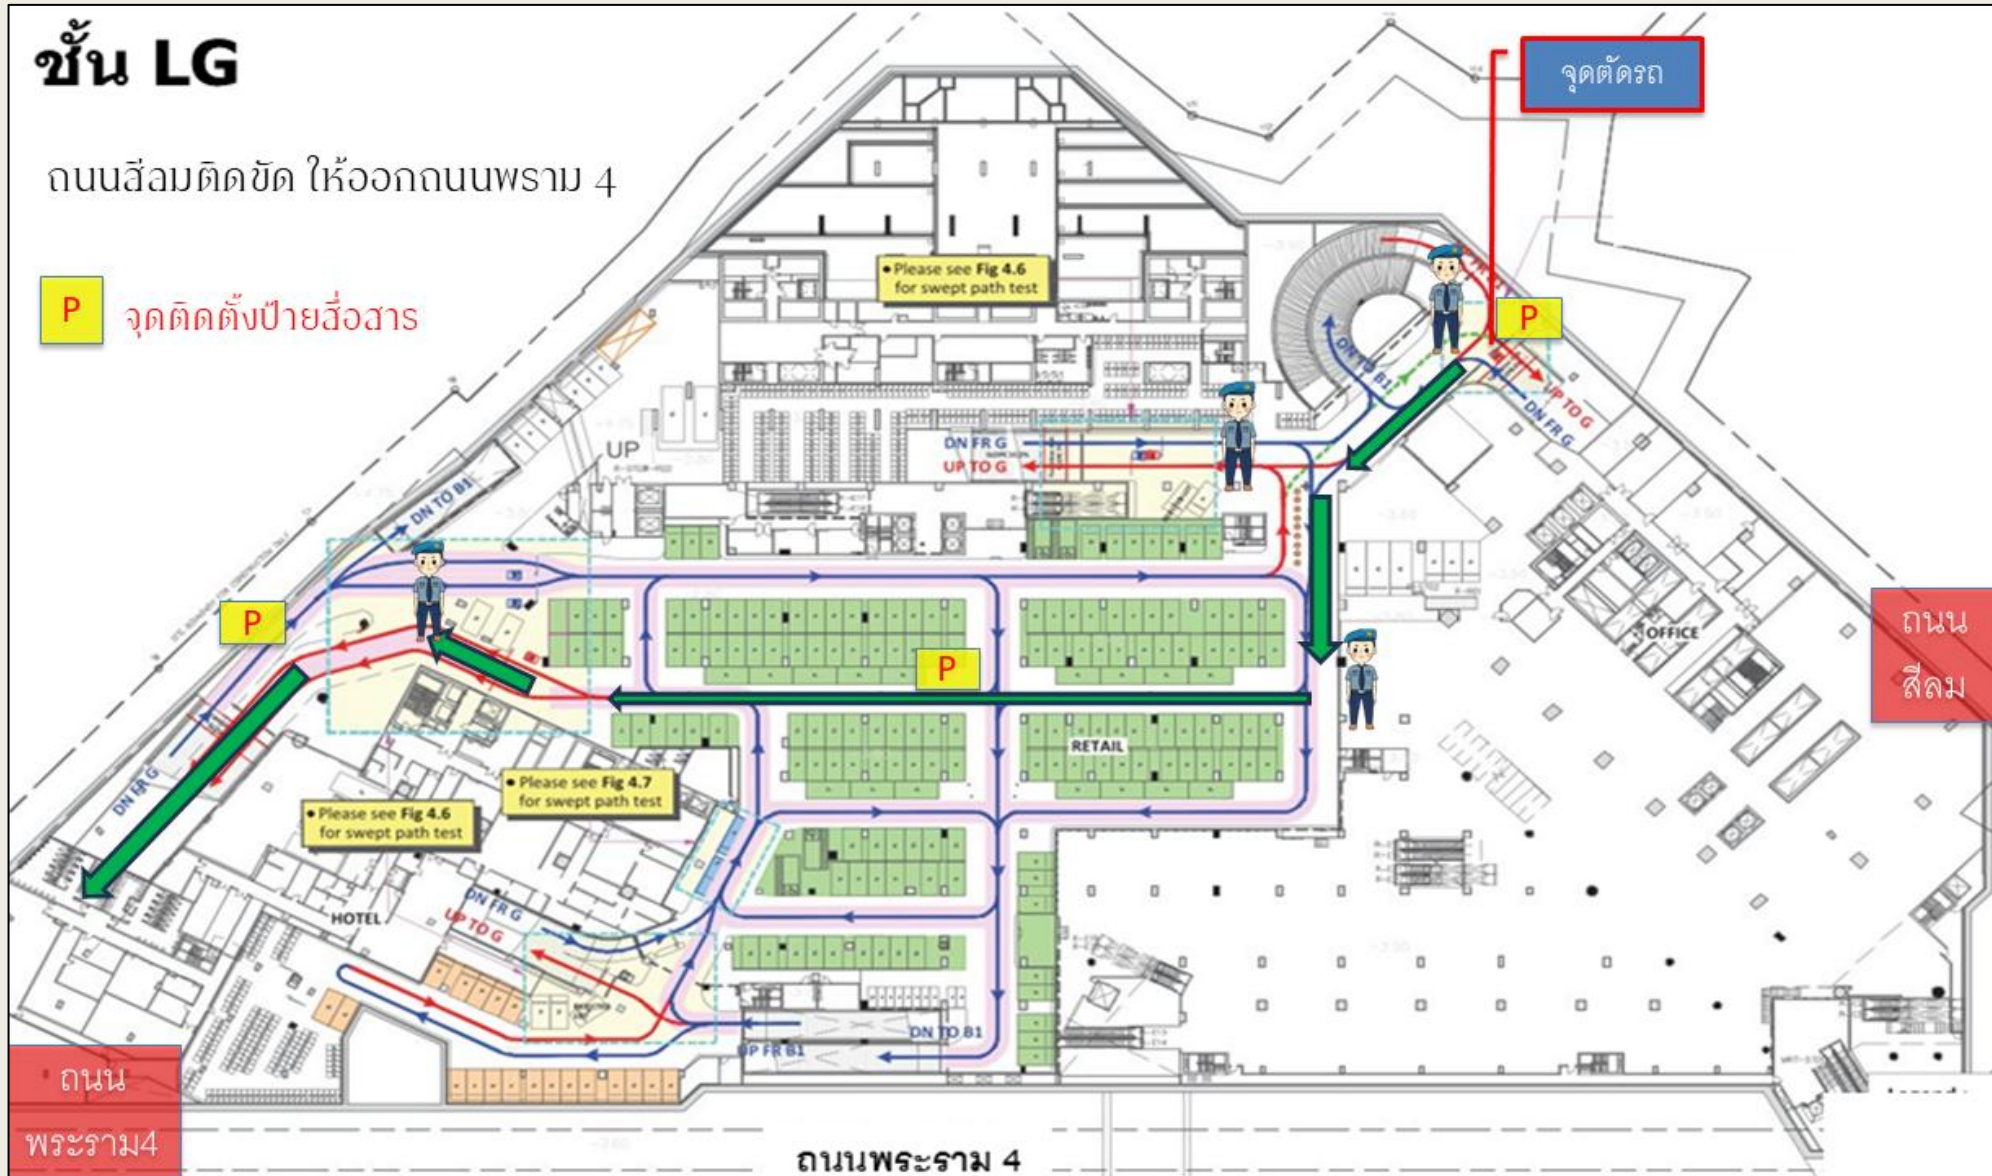 ชั้น LG
จุดตัดรถ
ถนนสีลมติดขัด ให้ออกถนนพราม 4
• Please see Fig 4.6
for swept path test
P จุดติดตั้งป้ายสื่อสาร
P
DN TO B1
UP TO G
DN FR G
DN FR G
UP TO G
UP
DN TO B1
P
P
OFFICE
ถนน
สีลม
RETAIL
DN FR G
• Please see Fig 4.7
for swept path test
• Please see Fig 4.6
for swept path test
HOTEL
DN FR G
UP TO G
DN TO B1
UP FR B1
ถนน
พระราม4
ถนนพระราม 4